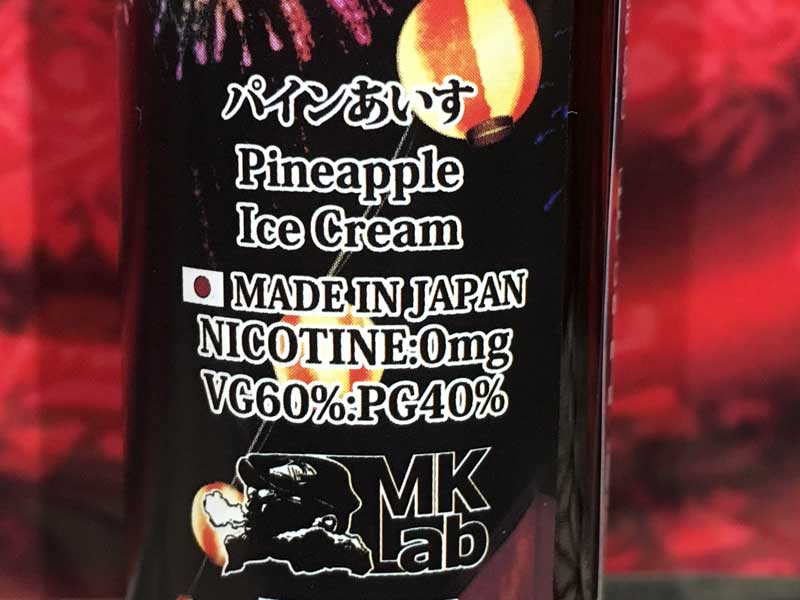 パインあいす
Pineapple
Ice Cream
MADE IN JAPAN
NICOTINE:0mg
VG60%:PG40%
MK
Lab